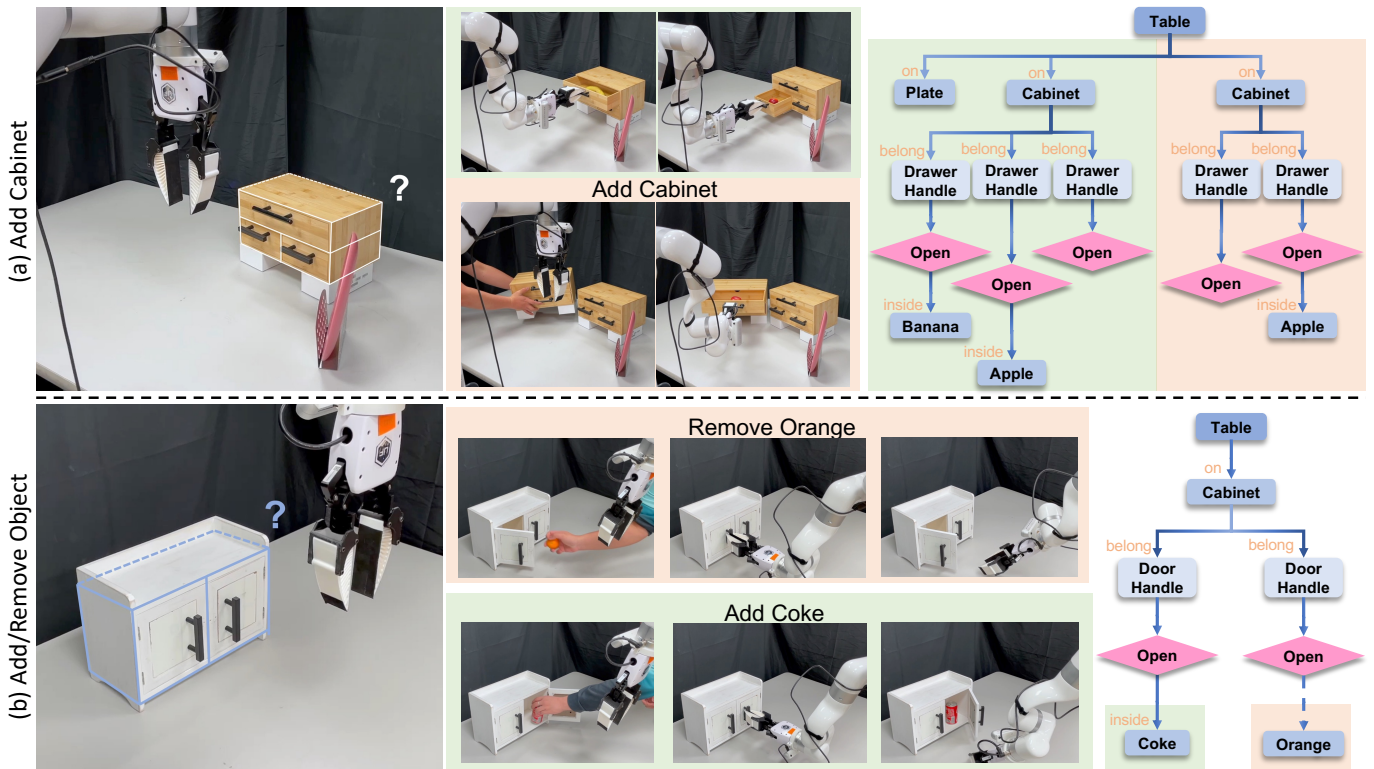 (a) Add Cabinet
?
Add Cabinet
Table
on
on
on
Plate
Cabinet
Cabinet
belong
belong
belong
belong
belong
Drawer
Handle
Drawer
Handle
Drawer
Handle
Drawer
Handle
Drawer
Handle
Open
Open
Open
Open
Open
inside
Banana
inside
Apple
inside
Apple
(b) Add/Remove Object
?
Remove Orange
Add Coke
Table
on
Cabinet
belong
belong
Door
Handle
Door
Handle
Open
Open
inside
Coke
Orange